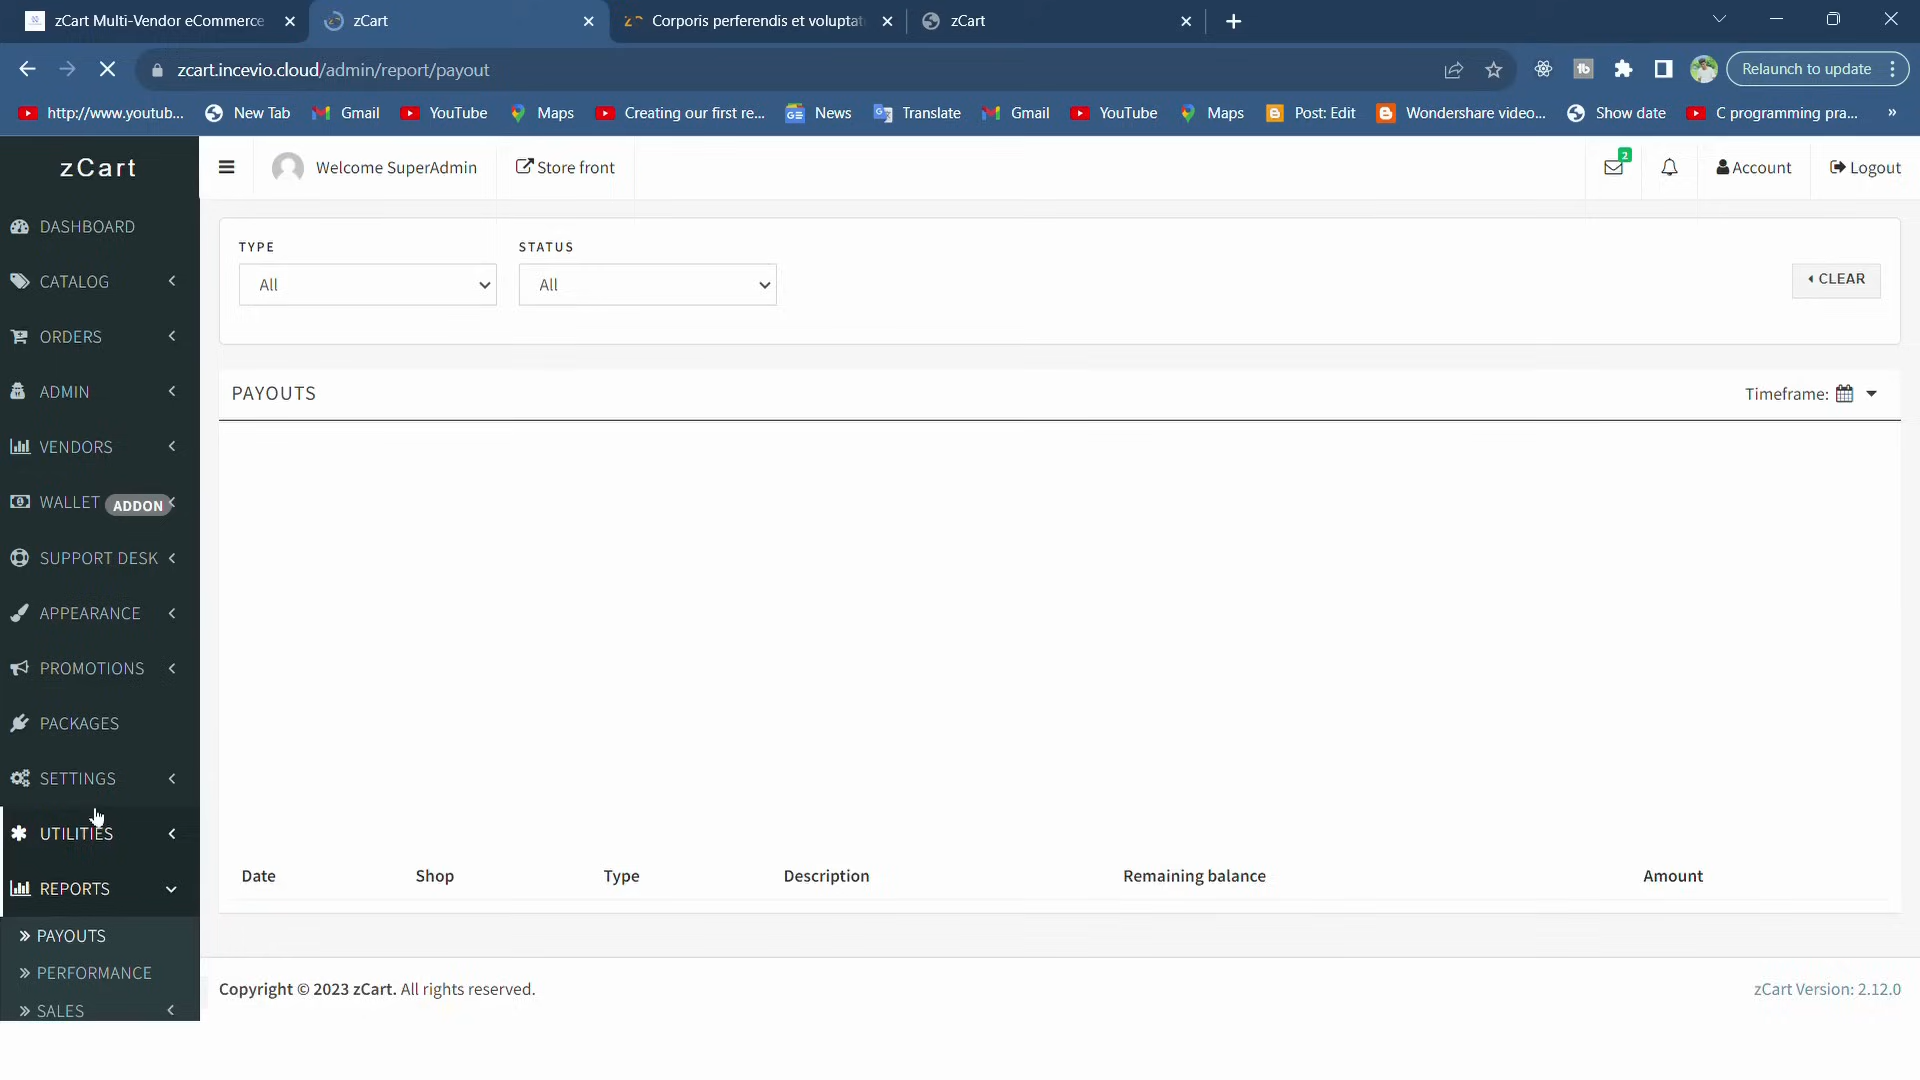 zCart Multi-Vendor eCommerce
zCart
Corporis perferendis et voluptat
zCart
zcart.incevio.cloud/admin/report/payout
Relaunch to update
http://www.youtub...
New Tab
Gmail
YouTube
Maps
Creating our first re...
News
Translate
Gmail
YouTube
Maps
Post: Edit
Wondershare video...
Show date
C programming pra...
»
zCart
Welcome SuperAdmin
Store front
2
Account
Logout
DASHBOARD
CATALOG
ORDERS
ADMIN
VENDORS
WALLET ADDON
SUPPORT DESK
APPEARANCE
PROMOTIONS
PACKAGES
SETTINGS
UTILITIES
REPORTS
PAYOUTS
PERFORMANCE
SALES
TYPE
All
STATUS
All
CLEAR
PAYOUTS
Timeframe:
Date Shop Type Description Remaining balance Amount
Copyright © 2023 zCart. All rights reserved.
zCart Version: 2.12.0